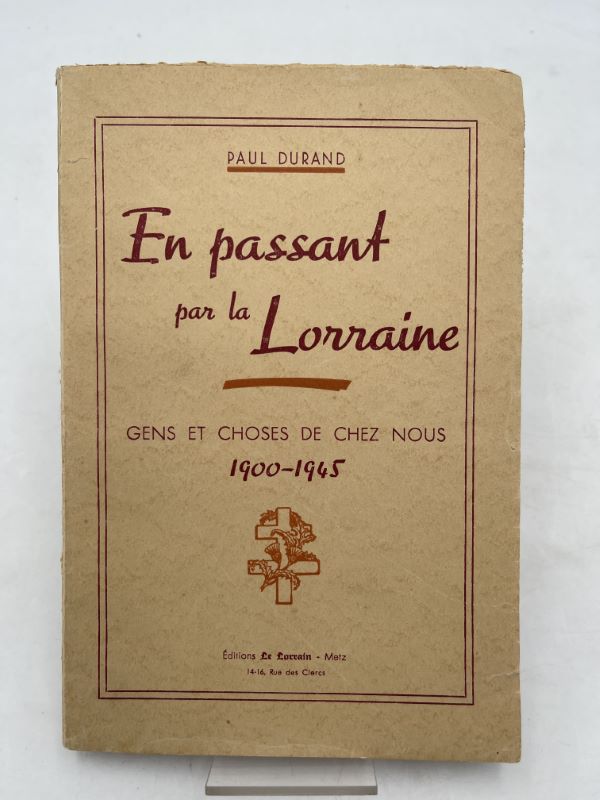 PAUL DURAND
En passant
par la Lorraine
GENS ET CHOSES DE CHEZ NOUS
1900-1945
Éditions Le Lorrain - Metz
14-16, Rue des Clercs